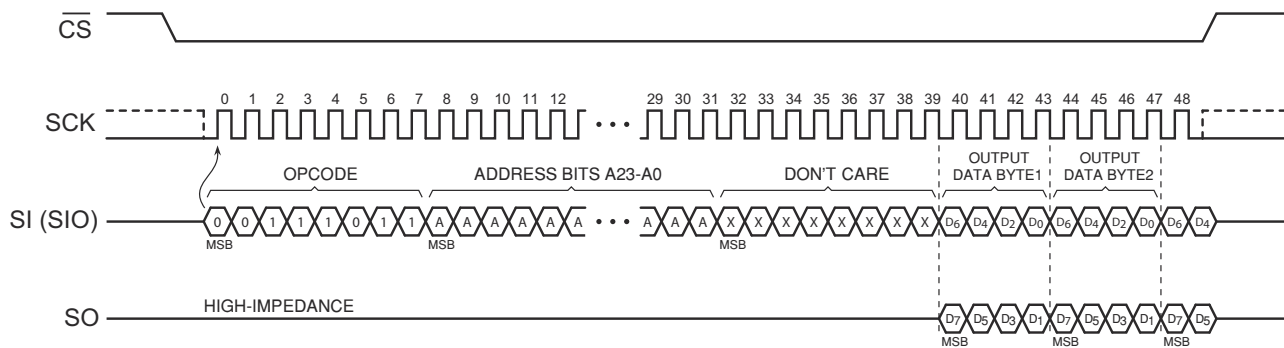 CS
SCK
0 1 2 3 4 5 6 7 8 9 10 11 12 29 30 31 32 33 34 35 36 37 38 39 40 41 42 43 44 45 46 47 48
OPCODE
ADDRESS BITS A23-A0
DON'T CARE
OUTPUT
DATA BYTE1
OUTPUT
DATA BYTE2
SI (SIO)
0 0 1 1 1 0 1 1 A A A A A A A A A X X X X X X X X D6 D4 D2 D0 D6 D4 D2 D0 D6 D4
MSB MSB MSB
HIGH-IMPEDANCE
SO
D7 D5 D3 D1 D7 D5 D3 D1 D7 D5
MSB MSB MSB